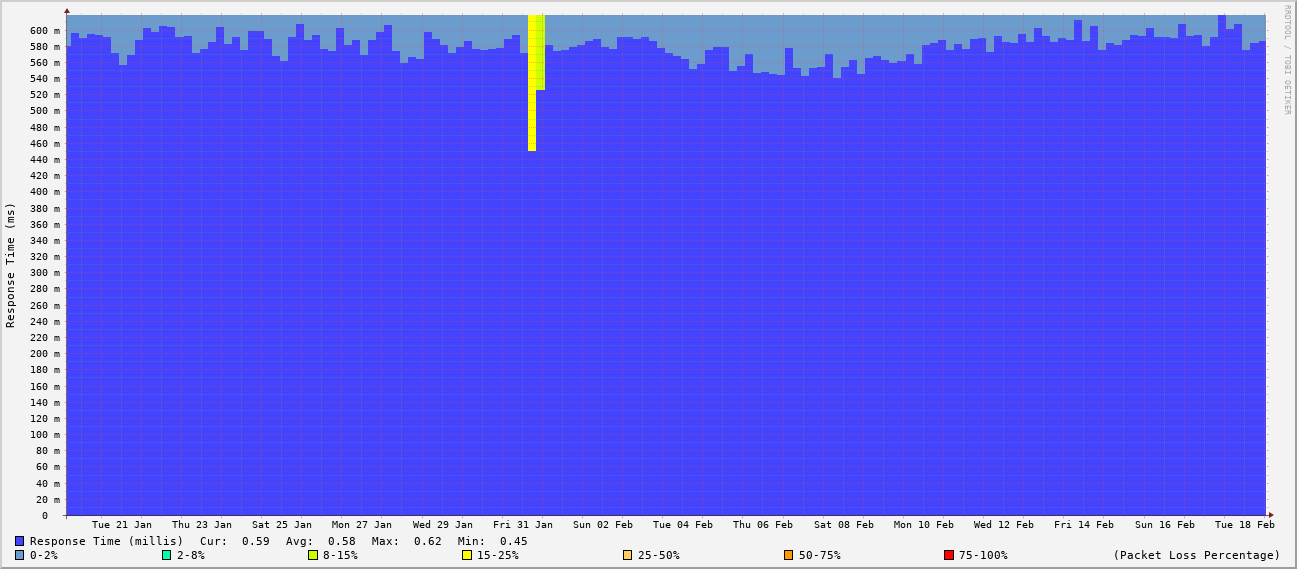 RRDTOOL / TOBI OETIKER
Response Time (ms)
600 m
580 m
560 m
540 m
520 m
500 m
480 m
460 m
440 m
420 m
400 m
380 m
360 m
340 m
320 m
300 m
280 m
260 m
240 m
220 m
200 m
180 m
160 m
140 m
120 m
100 m
80 m
60 m
40 m
20 m
0
Tue 21 Jan Thu 23 Jan Sat 25 Jan Mon 27 Jan Wed 29 Jan Fri 31 Jan Sun 02 Feb Tue 04 Feb Thu 06 Feb Sat 08 Feb Mon 10 Feb Wed 12 Feb Fri 14 Feb Sun 16 Feb Tue 18 Feb
Response Time (millis) Cur: 0.59 Avg: 0.58 Max: 0.62 Min: 0.45
0-2% 2-8% 8-15% 15-25% 25-50% 50-75% 75-100% (Packet Loss Percentage)